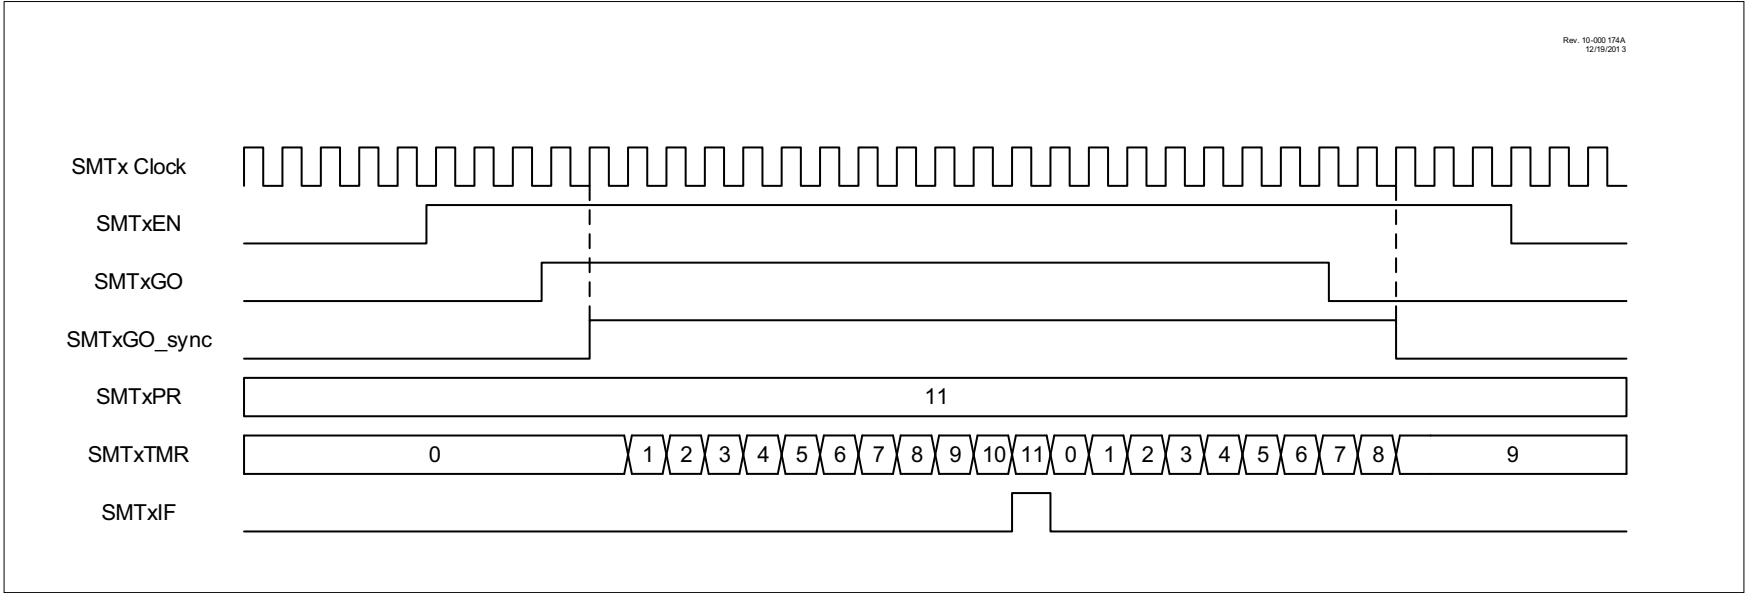 Rev. 10-000 174A
12/19/201 3
SMTx Clock
SMTxEN
SMTxGO
SMTxGO_sync
SMTxPR
11
SMTxTMR
0 1 2 3 4 5 6 7 8 9 10 11 0 1 2 3 4 5 6 7 8 9
SMTxIF